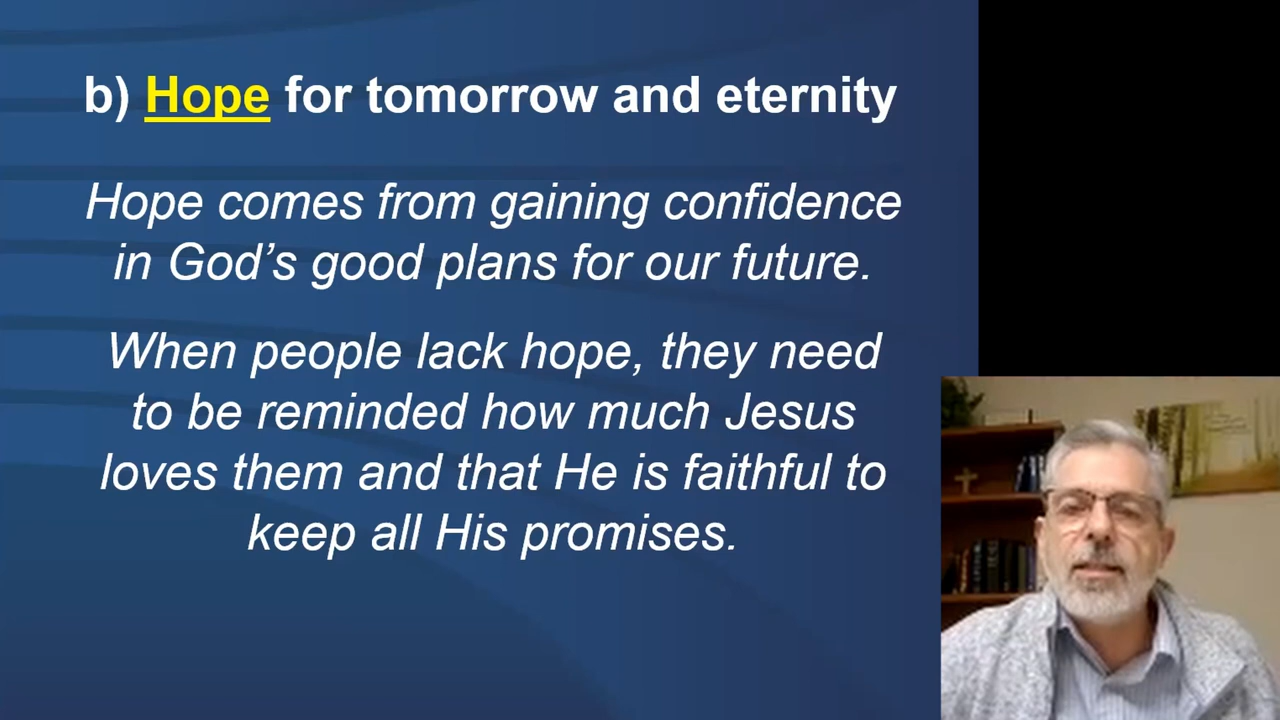 b) Hope for tomorrow and eternity
Hope comes from gaining confidence
in God’s good plans for our future.
When people lack hope, they need
to be reminded how much Jesus
loves them and that He is faithful to
keep all His promises.